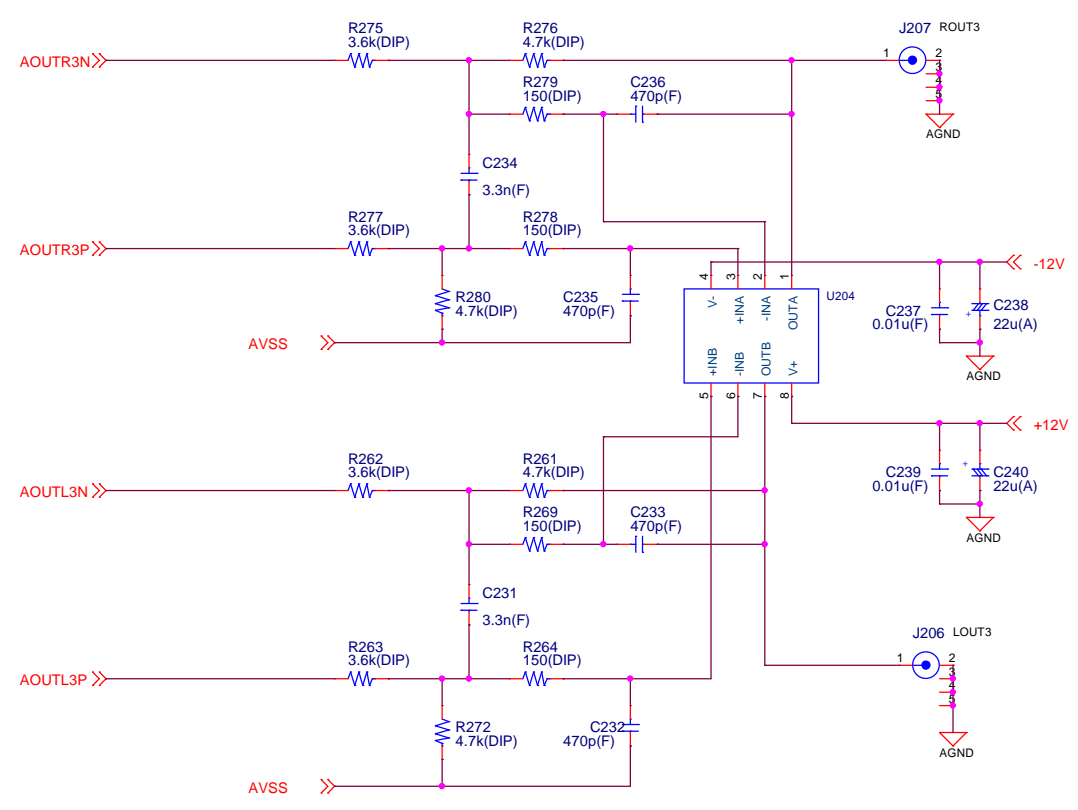 R275
3.6k(DIP)
R276
4.7k(DIP)
J207 ROUT3
AOUTR3N
1
2
3
4
5
R279
150(DIP)
C236
470p(F)
AGND
C234
3.3n(F)
R277
3.6k(DIP)
R278
150(DIP)
AOUTR3P
-12V
4
3
2
1
R280
4.7k(DIP)
C235
470p(F)
V-
+INA
-INA
OUTA
U204
C237
0.01u(F)
+
C238
22u(A)
AVSS
+INB
-INB
OUTB
V+
AGND
5
6
7
8
+12V
R262
3.6k(DIP)
R261
4.7k(DIP)
C239
0.01u(F)
+
C240
22u(A)
AOUTL3N
R269
150(DIP)
C233
470p(F)
AGND
C231
3.3n(F)
R263
3.6k(DIP)
R264
150(DIP)
J206 LOUT3
AOUTL3P
1
2
3
4
5
R272
4.7k(DIP)
C232
470p(F)
AGND
AVSS